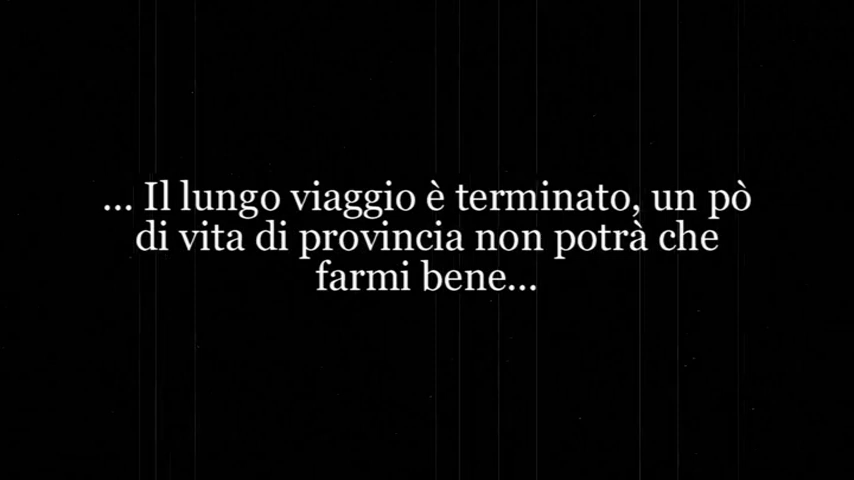 ... Il lungo viaggio è terminato, un pò
di vita di provincia non potrà che
farmi bene...